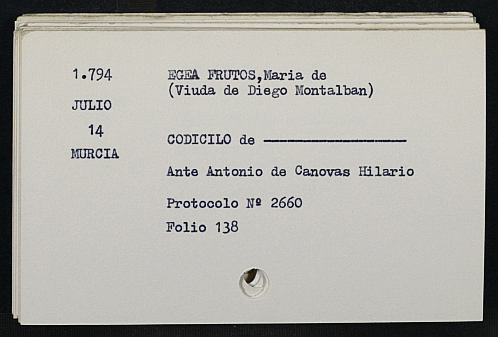 1.794
JULIO
14
MURCIA
EGEA FRUTOS,Maria de
(Viuda de Diego Montalban)
CODICILO de ——————————
Ante Antonio de Canovas Hilario
Protocolo Nº 2660
Folio 138